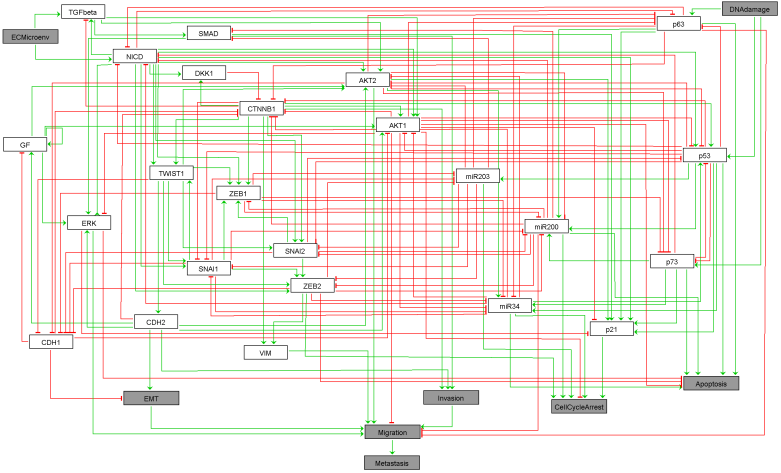 TGFbeta
DNAdamage
p63
ECMicroenv
SMAD
NICD
DKK1
AKT2
CTNNB1
AKT1
GF
p53
TWIST1
miR203
ZEB1
ERK
miR200
SNAI2
SNAI1
p73
ZEB2
miR34
CDH2
p21
CDH1
VIM
Apoptosis
EMT
Invasion
CellCycleArrest
Migration
Metastasis